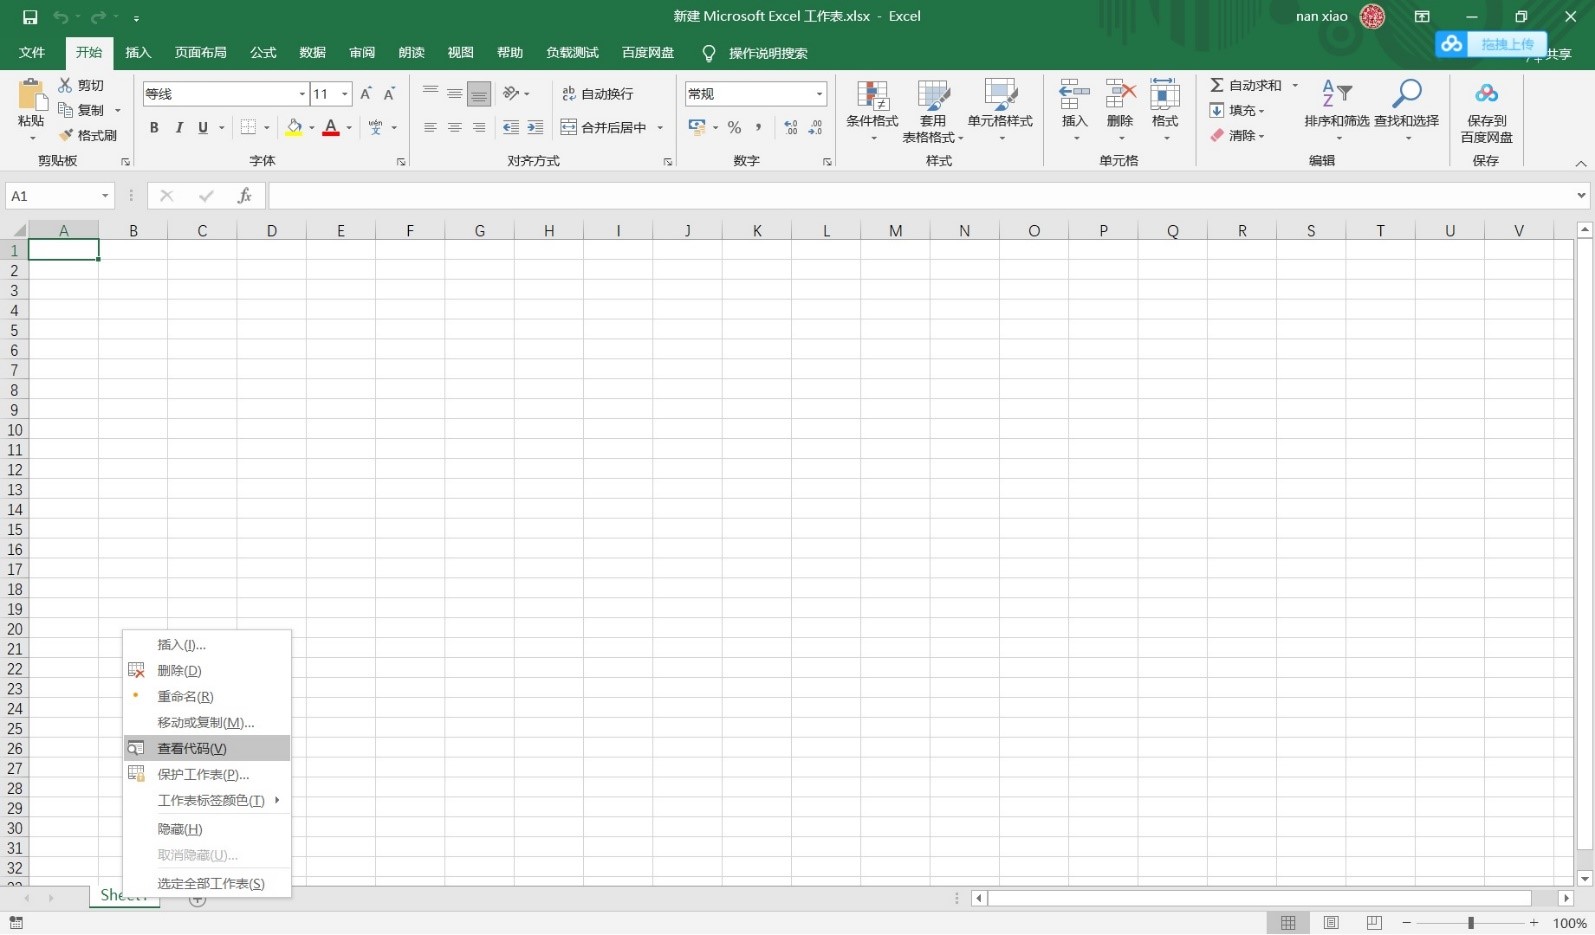 新建 Microsoft Excel 工作表.xlsx - Excel
nan xiao
文件 开始 插入 页面布局 公式 数据 审阅 朗读 视图 帮助 负载测试 百度网盘 操作说明搜索
拖拽上传
共享
粘贴
剪切
复制
格式刷
剪贴板
等线 11
B I U
字体
自动换行
合并后居中
对齐方式
常规
数字
条件格式
套用
表格格式
单元格样式
样式
插入 删除 格式
单元格
自动求和
填充
清除
排序和筛选 查找和选择
编辑
保存到
百度网盘
保存
A1
fx
A B C D E F G H I J K L M N O P Q R S T U V
1
2
3
4
5
6
7
8
9
10
11
12
13
14
15
16
17
18
19
20
21
22
23
24
25
26
27
28
29
30
31
32
插入(I)...
删除(D)
重命名(R)
移动或复制(M)...
查看代码(V)
保护工作表(P)...
工作表标签颜色(T)
隐藏(H)
取消隐藏(U)...
选定全部工作表(S)
100%